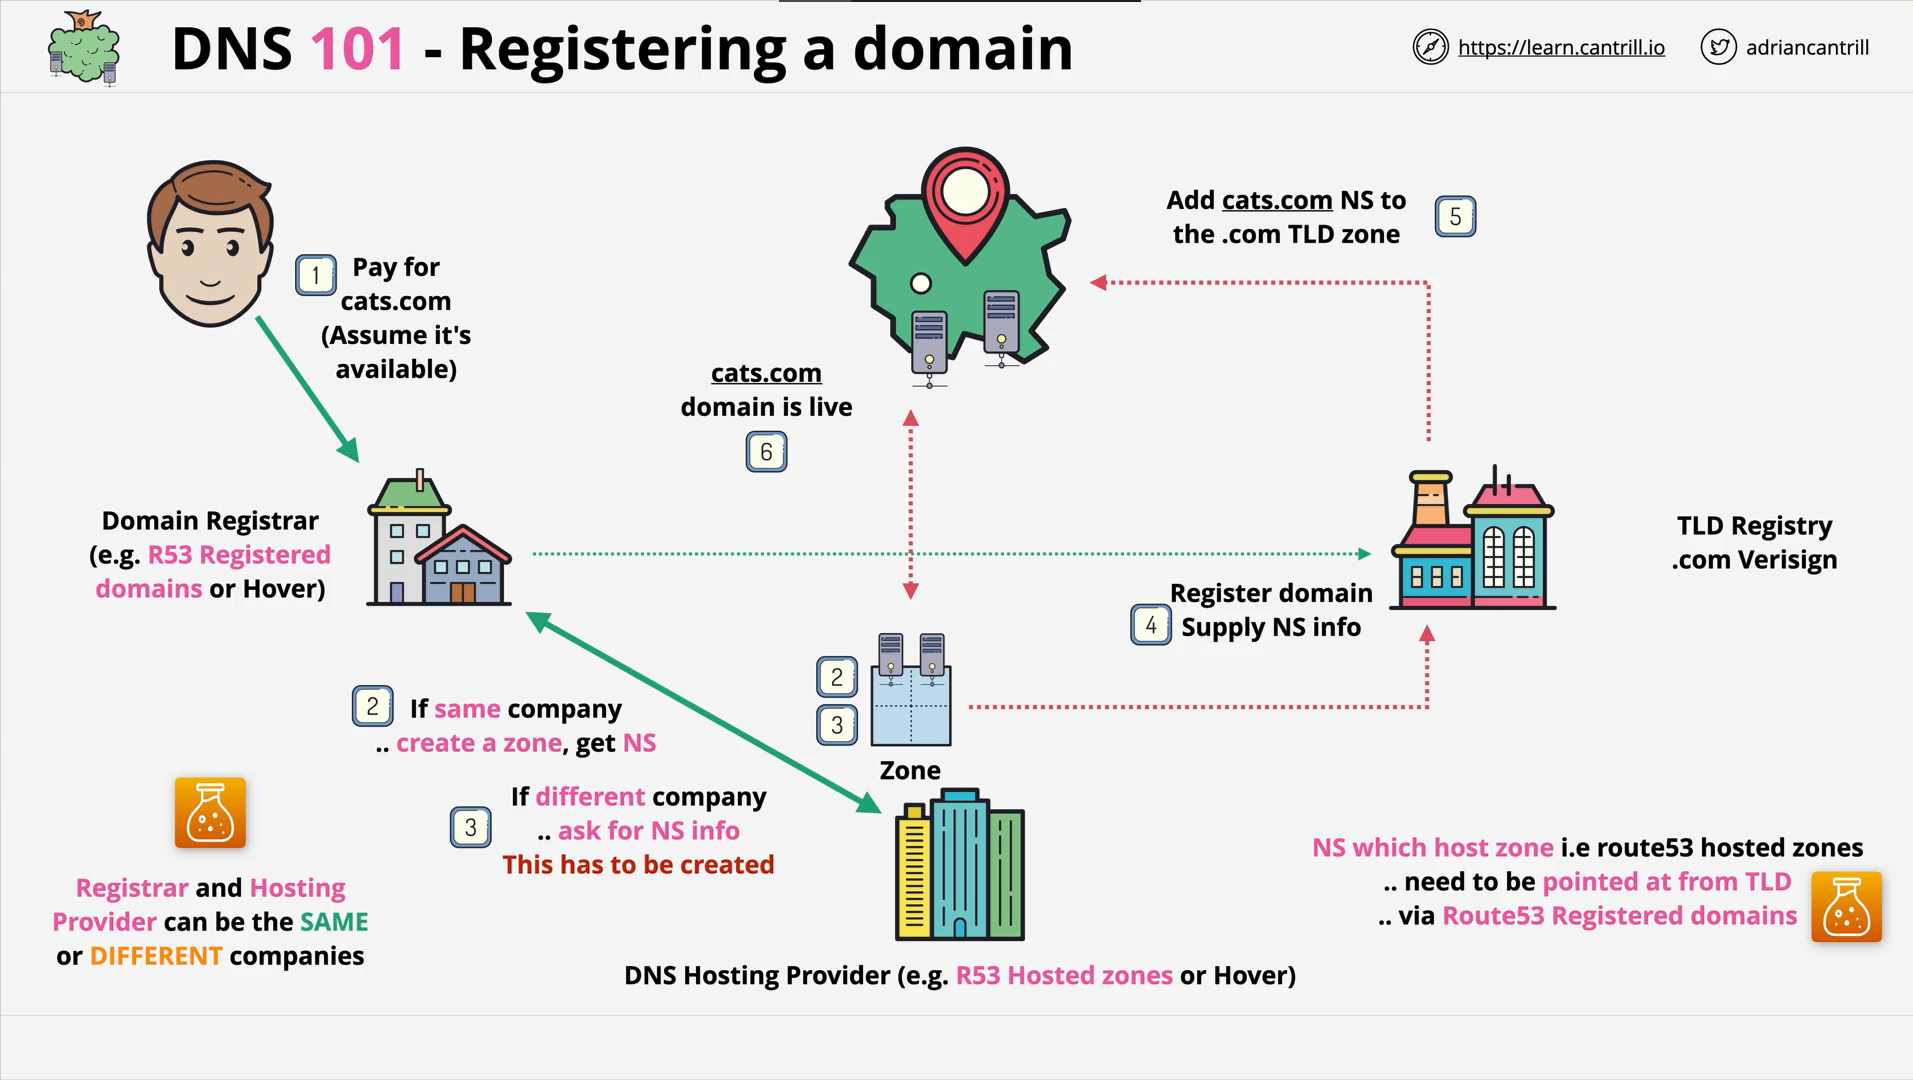 DNS 101 - Registering a domain
https://learn.cantrill.io
adriancantrill
1
Pay for
cats.com
(Assume it's
available)
Add cats.com NS to
the .com TLD zone
5
cats.com
domain is live
6
Domain Registrar
(e.g. R53 Registered
domains or Hover)
TLD Registry
.com Verisign
4
Register domain
Supply NS info
2
If same company
.. create a zone, get NS
2
3
Zone
3
If different company
.. ask for NS info
This has to be created
Registrar and Hosting
Provider can be the SAME
or DIFFERENT companies
NS which host zone i.e route53 hosted zones
.. need to be pointed at from TLD
.. via Route53 Registered domains
DNS Hosting Provider (e.g. R53 Hosted zones or Hover)